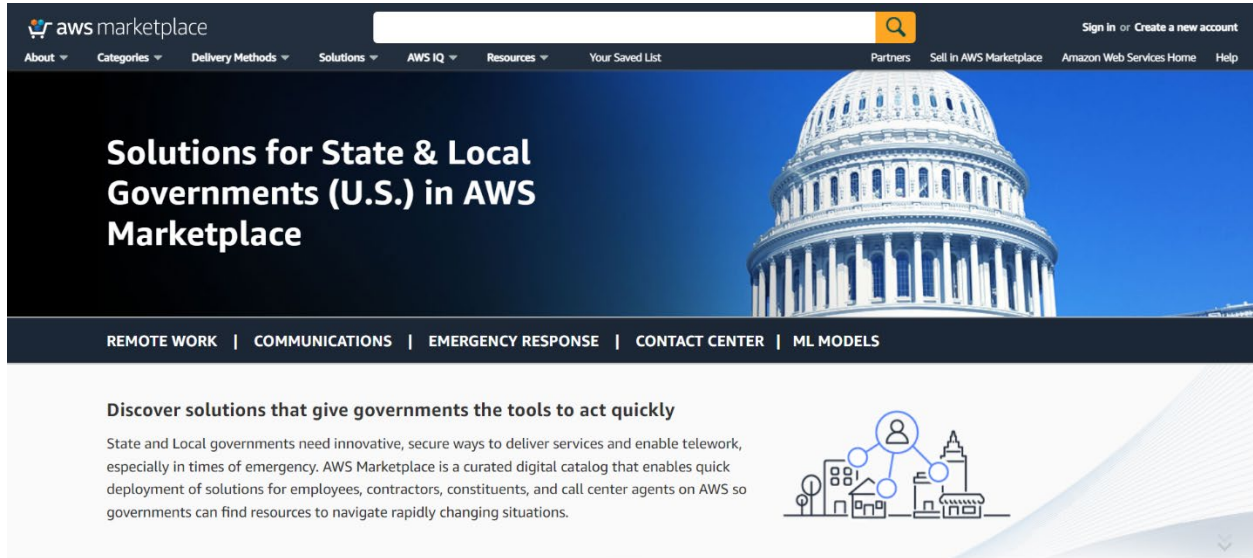 aws marketplace
Sign in or Create a new account
About Categories Delivery Methods Solutions AWS IQ Resources Your Saved List Partners Sell in AWS Marketplace Amazon Web Services Home Help
Solutions for State & Local
Governments (U.S.) in AWS
Marketplace
REMOTE WORK | COMMUNICATIONS | EMERGENCY RESPONSE | CONTACT CENTER | ML MODELS
Discover solutions that give governments the tools to act quickly
State and Local governments need innovative, secure ways to deliver services and enable telework,
especially in times of emergency. AWS Marketplace is a curated digital catalog that enables quick
deployment of solutions for employees, contractors, constituents, and call center agents on AWS so
governments can find resources to navigate rapidly changing situations.